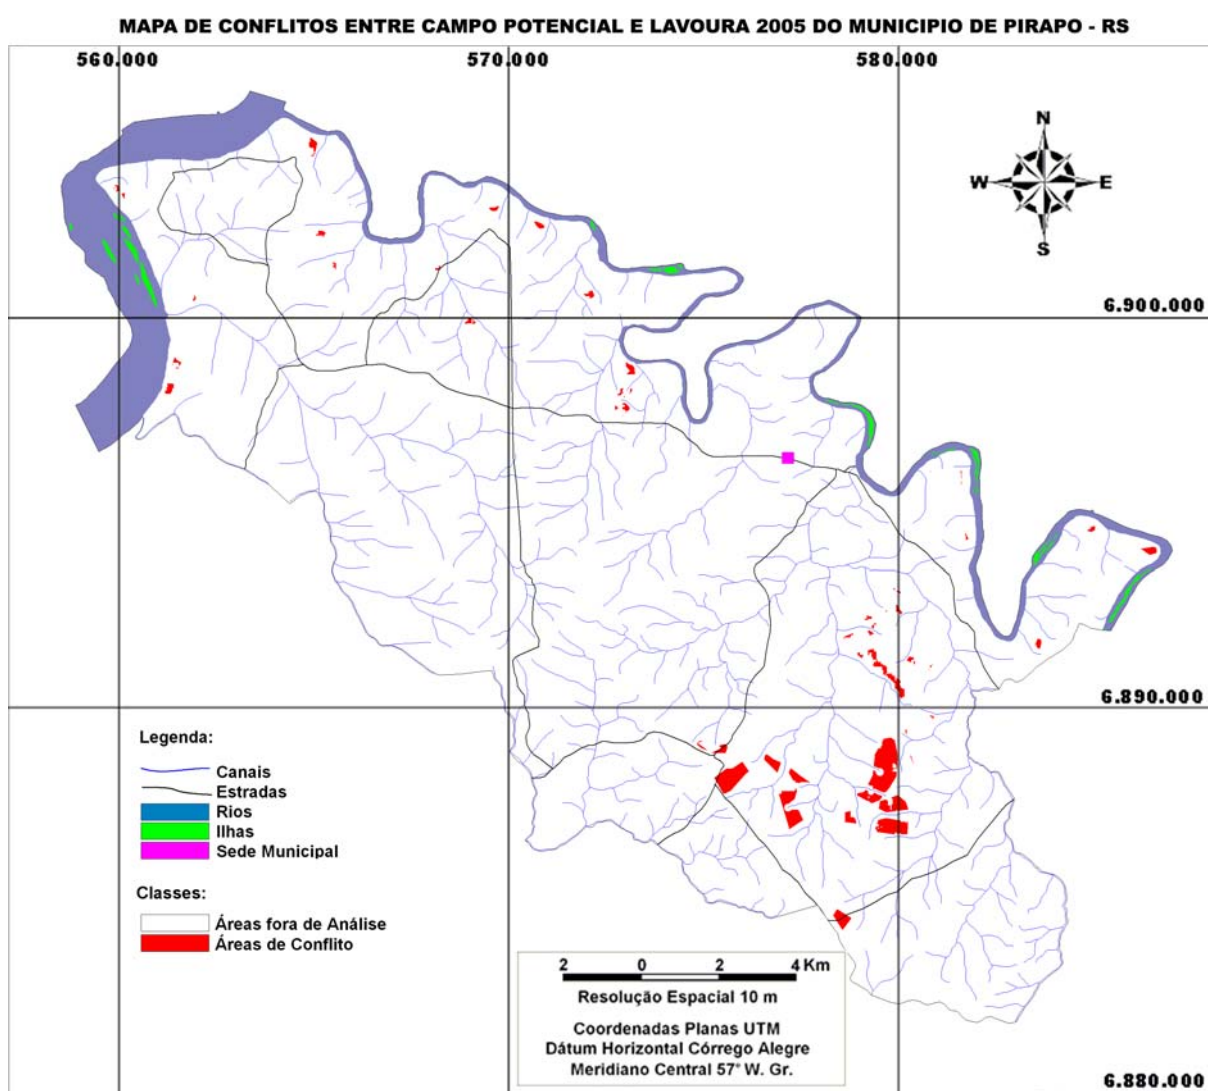 MAPA DE CONFLITOS ENTRE CAMPO POTENCIAL E LAVOURA 2005 DO MUNICIPIO DE PIRAPO - RS
560.000 570.000 580.000
N
W E
S
6.900.000
6.890.000
Legenda:
Canais
Estradas
Rios
Ilhas
Sede Municipal
Classes:
Áreas fora de Análise
Áreas de Conflito
2 0 2 4 Km
Resolução Espacial 10 m
Coordenadas Planas UTM
Dátum Horizontal Córrego Alegre
Meridiano Central 57° W. Gr.
6.880.000